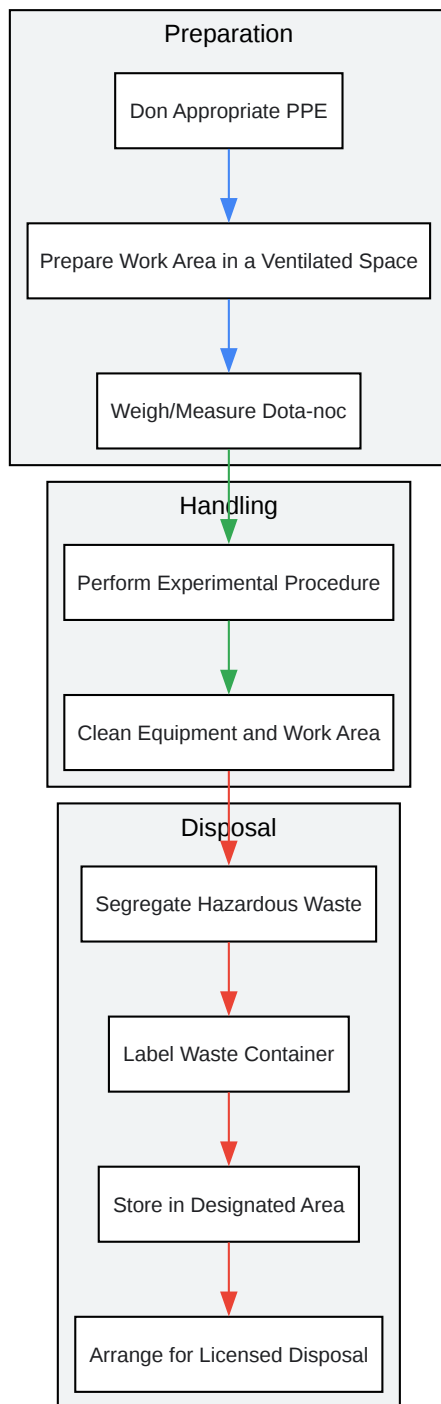 Preparation
Don Appropriate PPE
Prepare Work Area in a Ventilated Space
Weigh/Measure Dota-noc
Handling
Perform Experimental Procedure
Clean Equipment and Work Area
Disposal
Segregate Hazardous Waste
Label Waste Container
Store in Designated Area
Arrange for Licensed Disposal